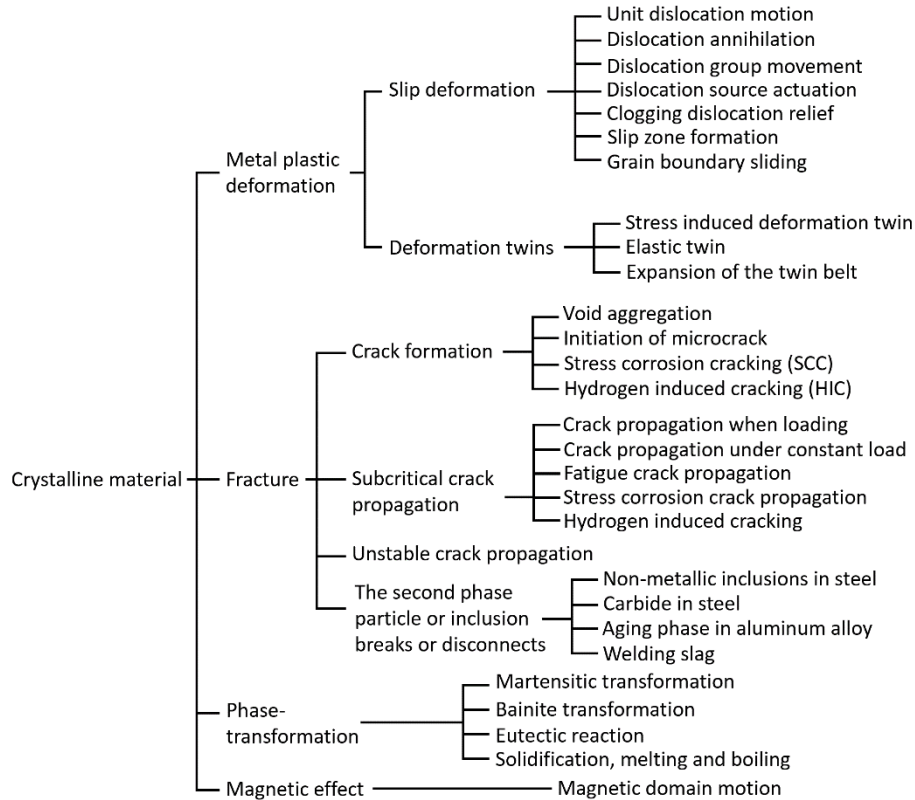 Crystalline material
Metal plastic
deformation
Slip deformation
Unit dislocation motion
Dislocation annihilation
Dislocation group movement
Dislocation source actuation
Clogging dislocation relief
Slip zone formation
Grain boundary sliding
Deformation twins
Stress induced deformation twin
Elastic twin
Expansion of the twin belt
Fracture
Crack formation
Void aggregation
Initiation of microcrack
Stress corrosion cracking (SCC)
Hydrogen induced cracking (HIC)
Subcritical crack
propagation
Crack propagation when loading
Crack propagation under constant load
Fatigue crack propagation
Stress corrosion crack propagation
Hydrogen induced cracking
Unstable crack propagation
The second phase
particle or inclusion
breaks or disconnects
Non-metallic inclusions in steel
Carbide in steel
Aging phase in aluminum alloy
Welding slag
Phase-
transformation
Martensitic transformation
Bainite transformation
Eutectic reaction
Solidification, melting and boiling
Magnetic effect
Magnetic domain motion